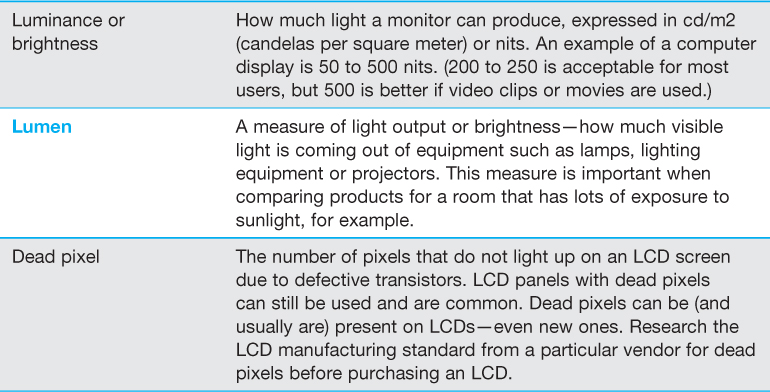 Luminance or
brightness
How much light a monitor can produce, expressed in cd/m2
(candelas per square meter) or nits. An example of a computer
display is 50 to 500 nits. (200 to 250 is acceptable for most
users, but 500 is better if video clips or movies are used.)
Lumen
A measure of light output or brightness—how much visible
light is coming out of equipment such as lamps, lighting
equipment or projectors. This measure is important when
comparing products for a room that has lots of exposure to
sunlight, for example.
Dead pixel
The number of pixels that do not light up on an LCD screen
due to defective transistors. LCD panels with dead pixels
can still be used and are common. Dead pixels can be (and
usually are) present on LCDs—even new ones. Research the
LCD manufacturing standard from a particular vendor for dead
pixels before purchasing an LCD.